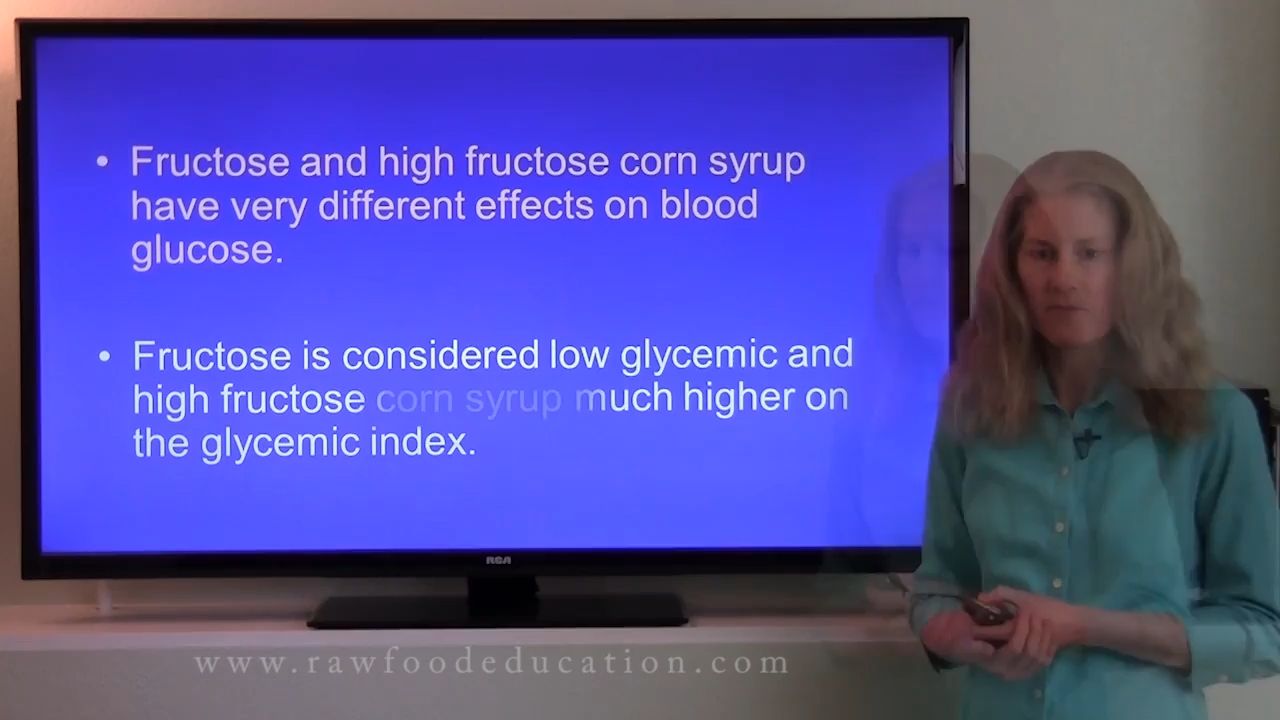 • Fructose and high fructose corn syrup
have very different effects on blood
glucose.
• Fructose is considered low glycemic and
high fructose corn syrup much higher on
the glycemic index.
RCA
www.rawfoodeducation.com